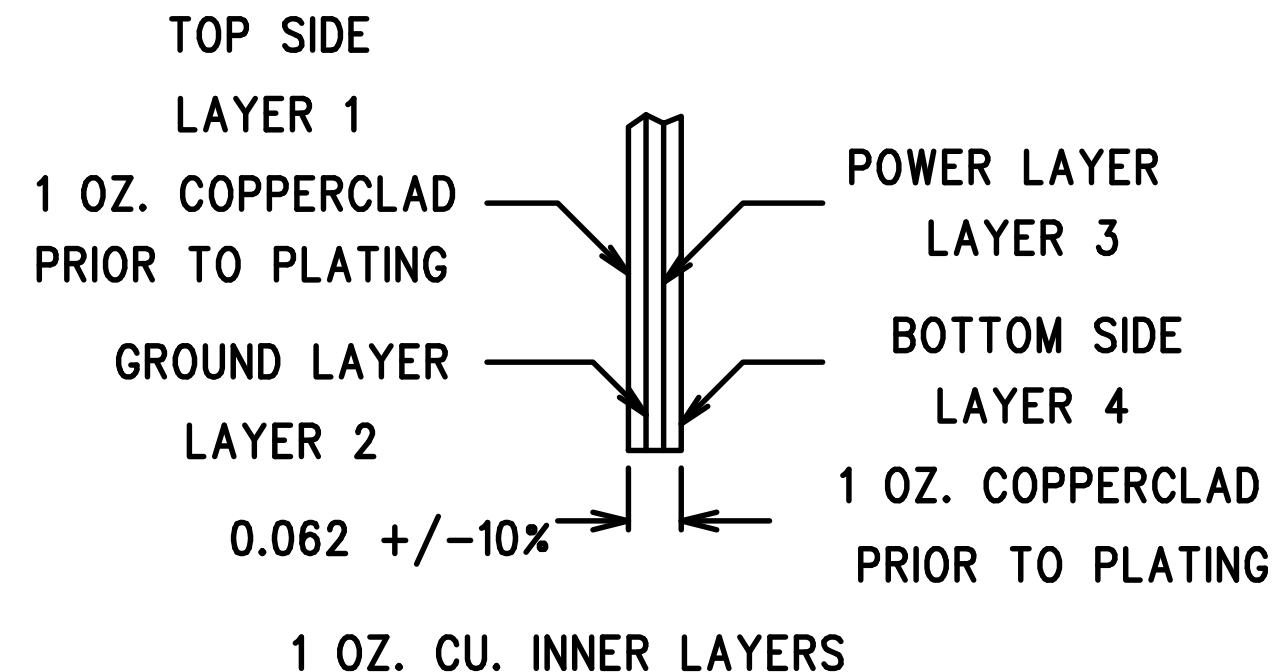 TOP SIDE
LAYER 1
1 OZ. COPPERCLAD
PRIOR TO PLATING
GROUND LAYER
LAYER 2
0.062 +/-10%
POWER LAYER
LAYER 3
BOTTOM SIDE
LAYER 4
1 OZ. COPPERCLAD
PRIOR TO PLATING
1 OZ. CU. INNER LAYERS